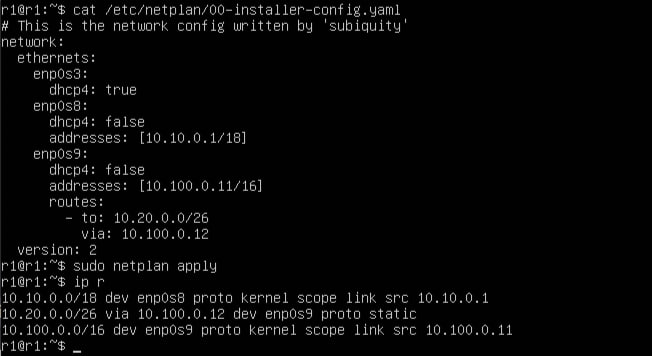 r1@r1:~$ cat /etc/netplan/00-installer-config.yaml
# This is the network config written by 'subiquity'
network:
  ethernets:
    enp0s3:
      dhcp4: true
    enp0s8:
      dhcp4: false
      addresses: [10.10.0.1/18]
    enp0s9:
      dhcp4: false
      addresses: [10.100.0.11/16]
      routes:
        - to: 10.20.0.0/26
          via: 10.100.0.12
  version: 2
r1@r1:~$ sudo netplan apply
r1@r1:~$ ip r
10.10.0.0/18 dev enp0s8 proto kernel scope link src 10.10.0.1
10.20.0.0/26 via 10.100.0.12 dev enp0s9 proto static
10.100.0.0/16 dev enp0s9 proto kernel scope link src 10.100.0.11
r1@r1:~$ _